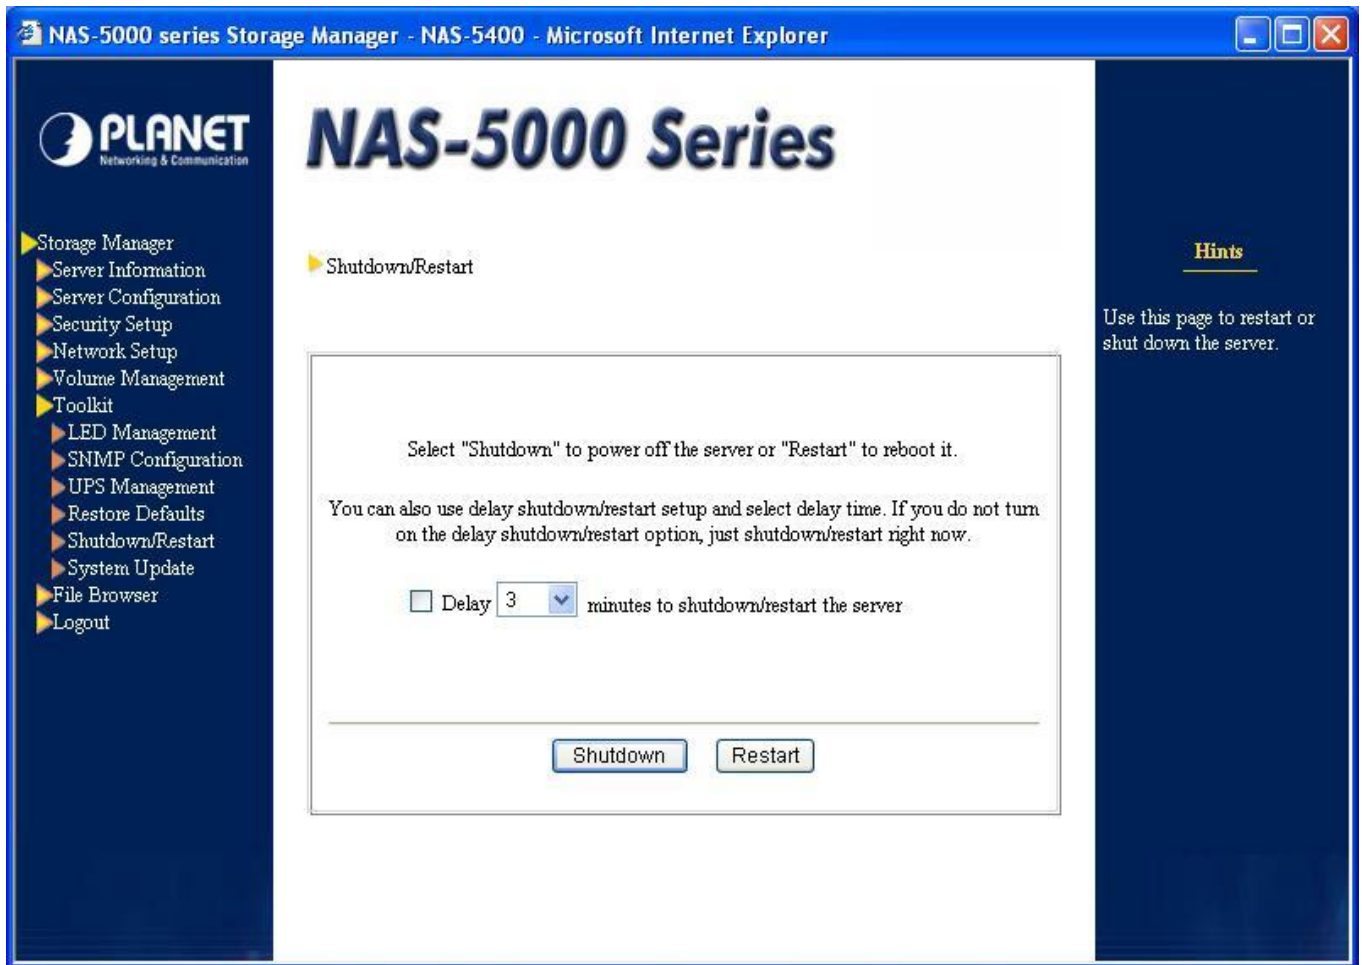 NAS-5000 series Storage Manager - NAS-5400 - Microsoft Internet Explorer
PLANET
Networking & Communication
NAS-5000 Series
Storage Manager
Server Information
Server Configuration
Security Setup
Network Setup
Volume Management
Toolkit
LED Management
SNMP Configuration
UPS Management
Restore Defaults
Shutdown/Restart
System Update
File Browser
Logout
Shutdown/Restart
Select "Shutdown" to power off the server or "Restart" to reboot it.
You can also use delay shutdown/restart setup and select delay time. If you do not turn
on the delay shutdown/restart option, just shutdown/restart right now.
Delay 3 minutes to shutdown/restart the server
Shutdown Restart
Hints
Use this page to restart or
shut down the server.